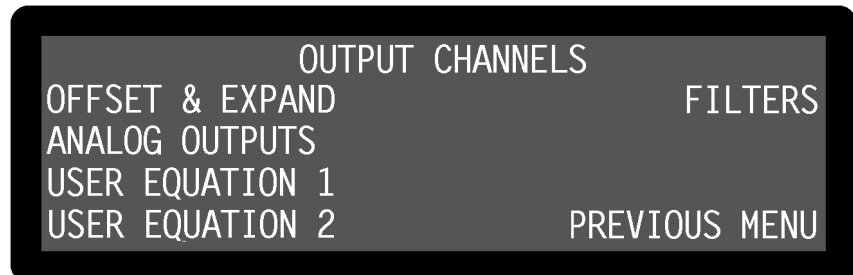 OUTPUT CHANNELS
OFFSET & EXPAND FILTERS
ANALOG OUTPUTS
USER EQUATION 1
USER EQUATION 2 PREVIOUS MENU